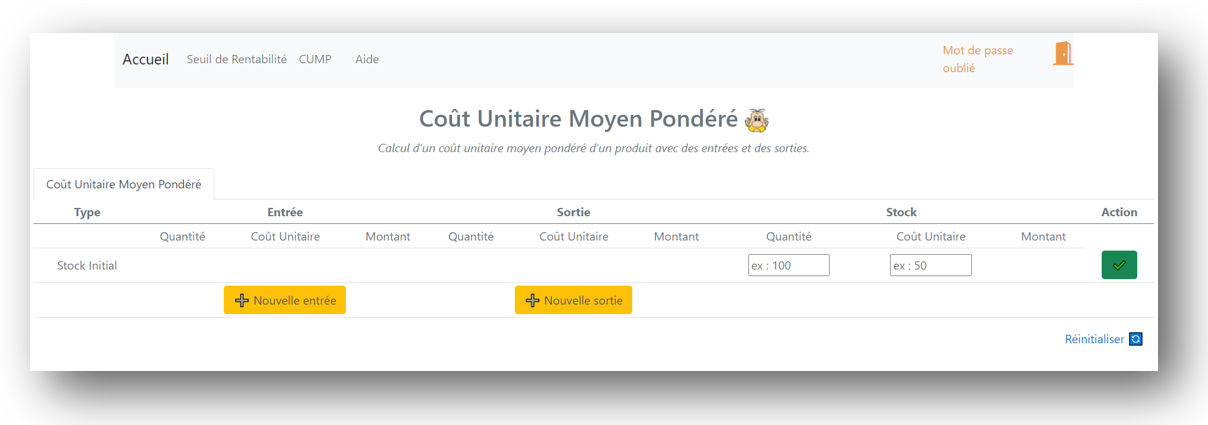 Accueil Seuil de Rentabilité CUMP Aide
Mot de passe
oublié
Coût Unitaire Moyen Pondéré
Calcul d'un coût unitaire moyen pondéré d'un produit avec des entrées et des sorties.
Coût Unitaire Moyen Pondéré
Type Entrée Sortie Stock Action
Quantité Coût Unitaire Montant Quantité Coût Unitaire Montant Quantité Coût Unitaire Montant
Stock Initial ex : 100 ex : 50
Nouvelle entrée Nouvelle sortie
Réinitialiser